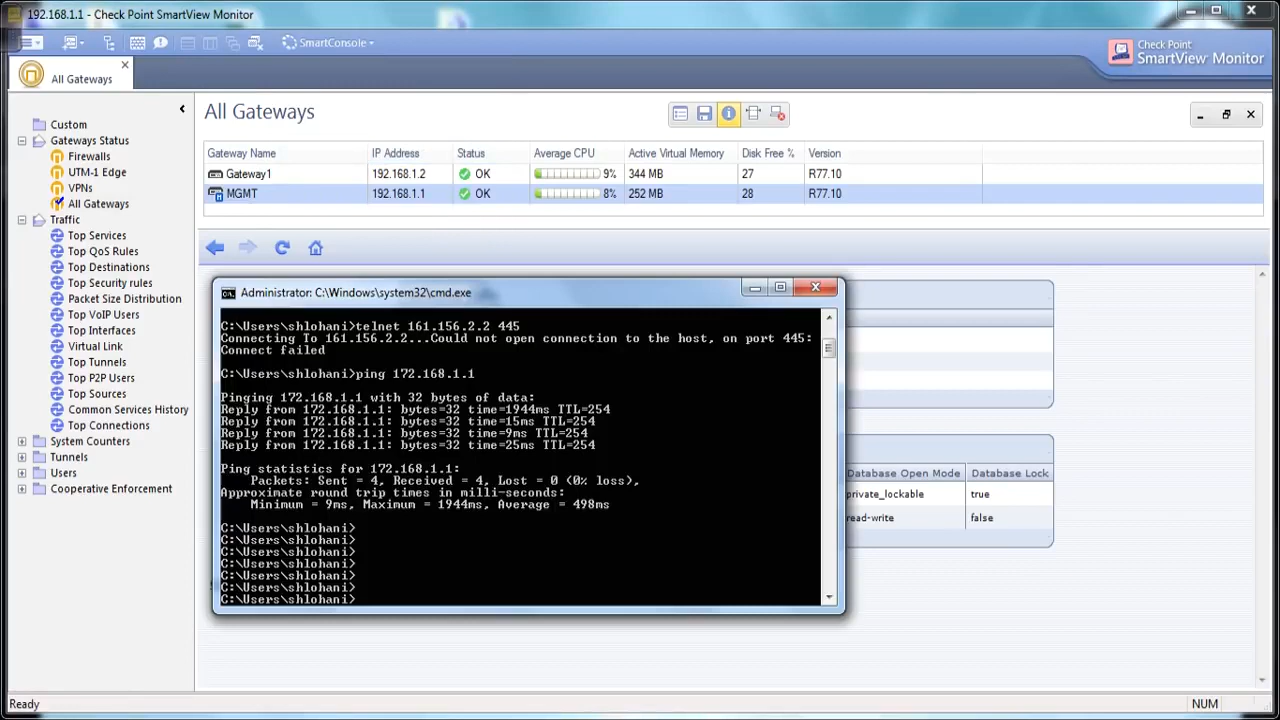 192.168.1.1 - Check Point SmartView Monitor
SmartConsole
Check Point
SmartView Monitor
All Gateways
Custom
Gateways Status
Firewalls
UTM-1 Edge
VPNs
All Gateways
Traffic
Top Services
Top QoS Rules
Top Destinations
Top Security rules
Packet Size Distribution
Top VoIP Users
Top Interfaces
Virtual Link
Top Tunnels
Top P2P Users
Top Sources
Common Services History
Top Connections
System Counters
Tunnels
Users
Cooperative Enforcement
All Gateways
Gateway Name IP Address Status Average CPU Active Virtual Memory Disk Free % Version
Gateway1 192.168.1.2 OK 9% 344 MB 27 R77.10
MGMT 192.168.1.1 OK 8% 252 MB 28 R77.10
Administrator: C:\Windows\system32\cmd.exe
C:\Users\shlohani>telnet 161.156.2.2 445
Connecting To 161.156.2.2...Could not open connection to the host, on port 445:
Connect failed
C:\Users\shlohani>ping 172.168.1.1
Pinging 172.168.1.1 with 32 bytes of data:
Reply from 172.168.1.1: bytes=32 time=1944ms TTL=254
Reply from 172.168.1.1: bytes=32 time=15ms TTL=254
Reply from 172.168.1.1: bytes=32 time=9ms TTL=254
Reply from 172.168.1.1: bytes=32 time=25ms TTL=254
Ping statistics for 172.168.1.1:
Packets: Sent = 4, Received = 4, Lost = 0 (0% loss),
Approximate round trip times in milli-seconds:
Minimum = 9ms, Maximum = 1944ms, Average = 498ms
C:\Users\shlohani>
C:\Users\shlohani>
C:\Users\shlohani>
C:\Users\shlohani>
C:\Users\shlohani>
C:\Users\shlohani>
C:\Users\shlohani>
Database Open Mode Database Lock
private_lockable true
read-write false
Ready
NUM